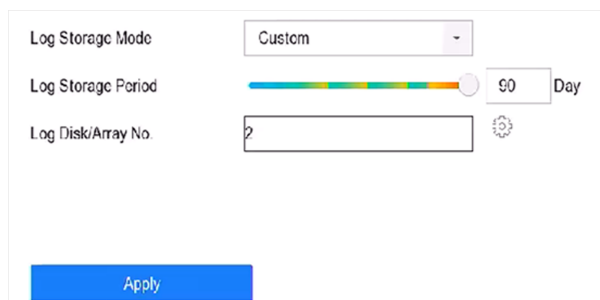 Log Storage Mode Custom
Log Storage Period 90 Day
Log Disk/Array No. 2
Apply